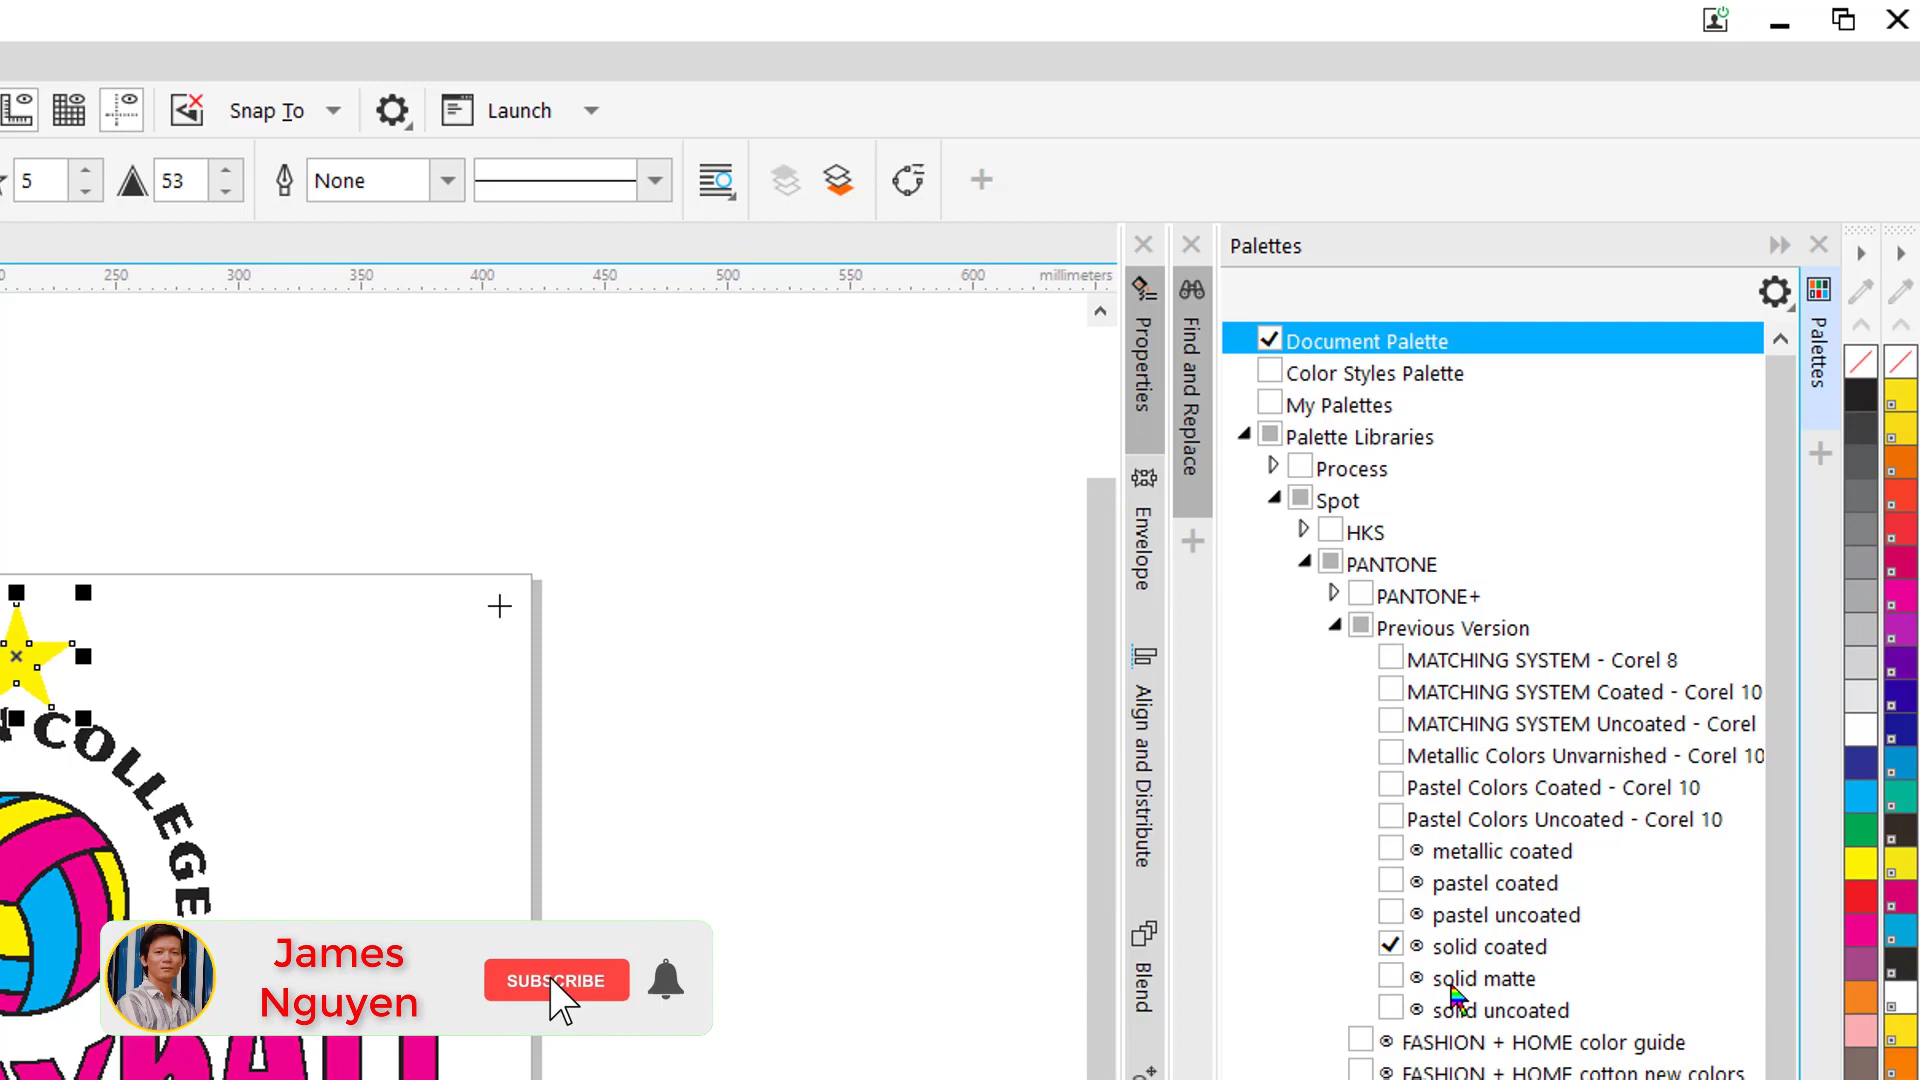 Snap To
Launch
5
53
None
Palettes
250
300
350
400
450
500
550
600
millimeters
Properties
Find and Replace
Palettes
Document Palette
Color Styles Palette
My Palettes
Palette Libraries
Process
Spot
HKS
PANTONE
PANTONE+
Previous Version
MATCHING SYSTEM - Corel 8
MATCHING SYSTEM Coated - Corel 10
MATCHING SYSTEM Uncoated - Corel
Metallic Colors Unvarnished - Corel 10
Pastel Colors Coated - Corel 10
Pastel Colors Uncoated - Corel 10
metallic coated
pastel coated
pastel uncoated
solid coated
solid matte
solid uncoated
FASHION + HOME color guide
FASHION + HOME cotton new colors
Envelope
Align and Distribute
Blend
COLLEGE
James
Nguyen
SUBSCRIBE